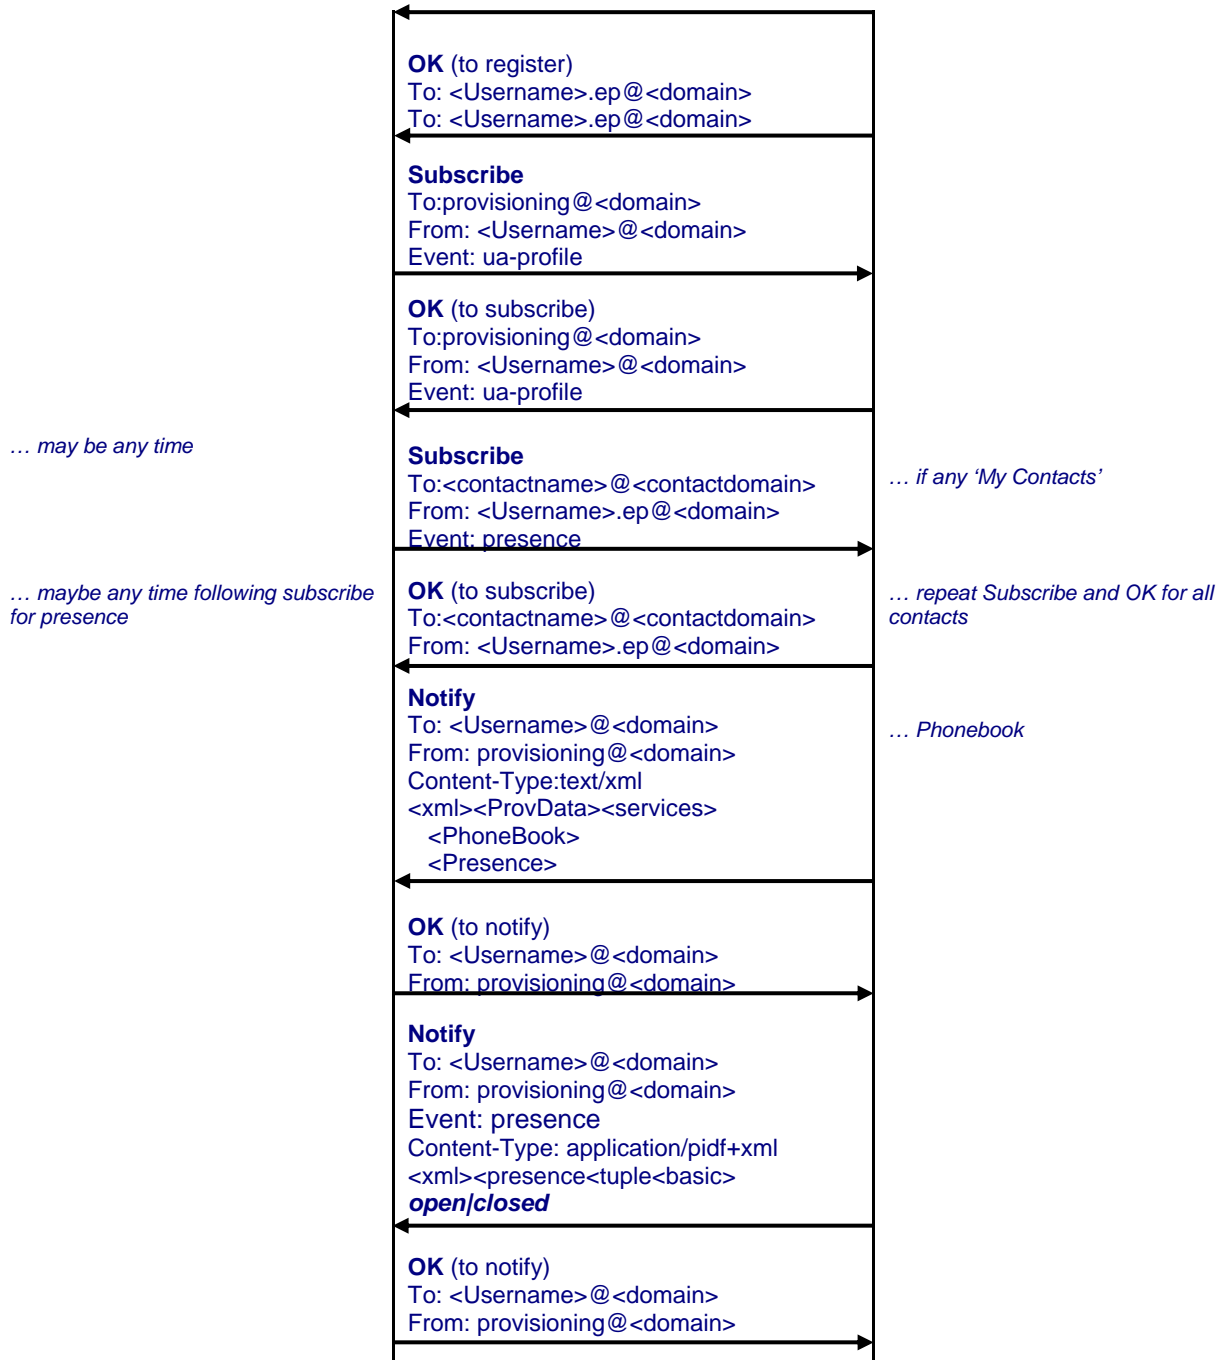 OK (to register)
To: <Username>.ep@<domain>
To: <Username>.ep@<domain>
Subscribe
To:provisioning@<domain>
From: <Username>@<domain>
Event: ua-profile
OK (to subscribe)
To:provisioning@<domain>
From: <Username>@<domain>
Event: ua-profile
… may be any time
Subscribe
To:<contactname>@<contactdomain>
From: <Username>.ep@<domain>
Event: presence
… if any ‘My Contacts’
… maybe any time following subscribe
for presence
OK (to subscribe)
To:<contactname>@<contactdomain>
From: <Username>.ep@<domain>
… repeat Subscribe and OK for all
contacts
Notify
To: <Username>@<domain>
From: provisioning@<domain>
Content-Type:text/xml
<xml><ProvData><services>
<PhoneBook>
<Presence>
… Phonebook
OK (to notify)
To: <Username>@<domain>
From: provisioning@<domain>
Notify
To: <Username>@<domain>
From: provisioning@<domain>
Event: presence
Content-Type: application/pidf+xml
<xml><presence<tuple<basic>
open|closed
OK (to notify)
To: <Username>@<domain>
From: provisioning@<domain>